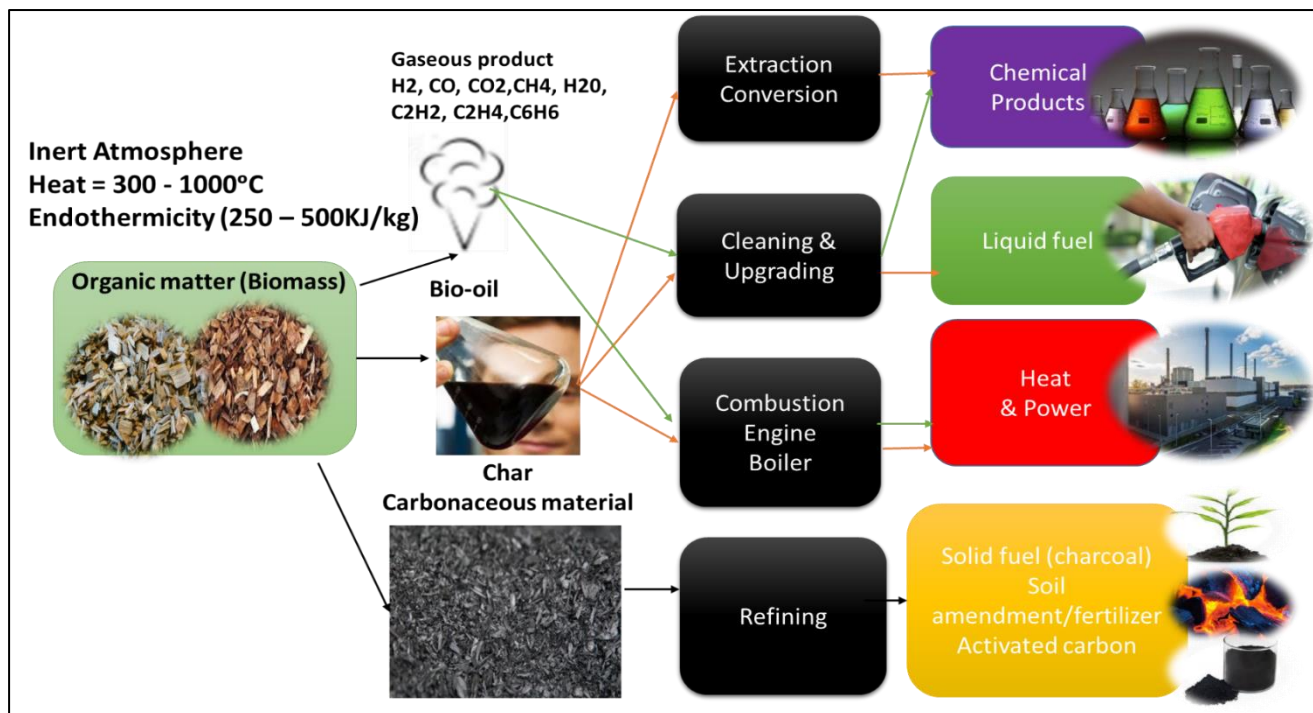 Gaseous product
H2, CO, CO2,CH4, H20,
C2H2, C2H4,C6H6
Inert Atmosphere
Heat = 300 - 1000°C
Endothermicity (250 – 500KJ/kg)
Organic matter (Biomass)
Bio-oil
Char
Carbonaceous material
Extraction
Conversion
Cleaning &
Upgrading
Combustion
Engine
Boiler
Refining
Chemical
Products
Liquid fuel
Heat
& Power
Solid fuel (charcoal)
Soil
amendment/fertilizer
Activated carbon